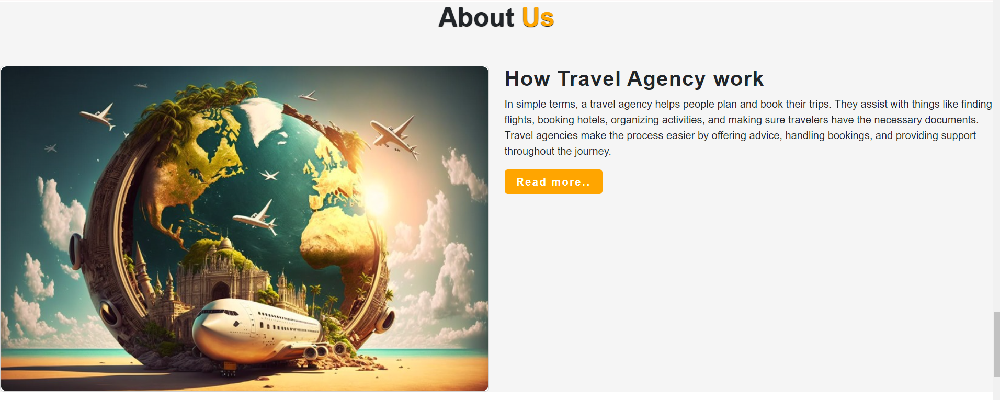 About Us
How Travel Agency work
In simple terms, a travel agency helps people plan and book their trips. They assist with things like finding
flights, booking hotels, organizing activities, and making sure travelers have the necessary documents.
Travel agencies make the process easier by offering advice, handling bookings, and providing support
throughout the journey.
Read more..